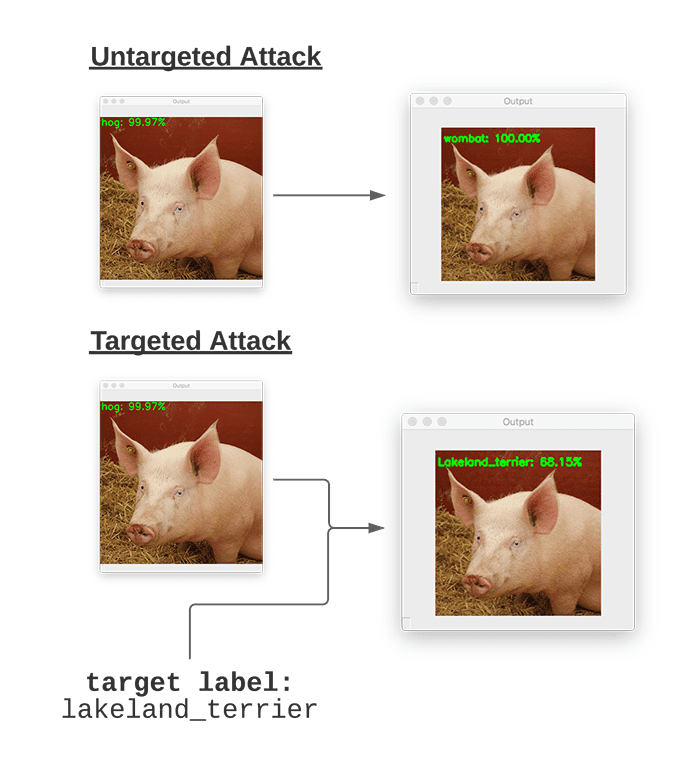 Untargeted Attack
Output
hog: 99.97%
Output
wombat: 100.00%
Targeted Attack
Output
hog: 99.97%
Output
Lakeland_terrier: 68.15%
target label:
lakeland_terrier